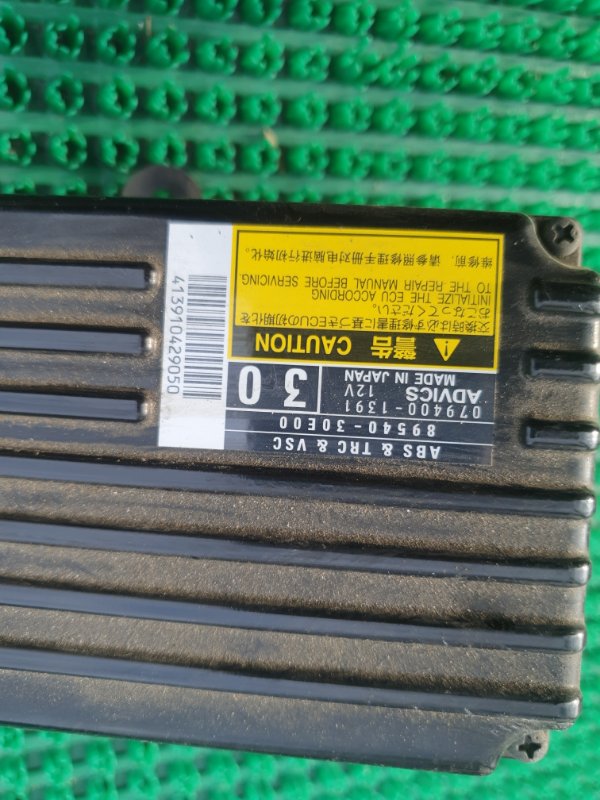 ABS & TRC & VSC
89540-30E00
079400-1391
12V
ADVICS
MADE IN JAPAN
30
警告 CAUTION
交換時は必ず修理書に基づきECUの初期化を
おこなってください。
INITIALIZE THE ECU ACCORDING
TO THE REPAIR MANUAL BEFORE SERVICING.
维修前，请参照修理手册对电脑进行初始化。
413910429050